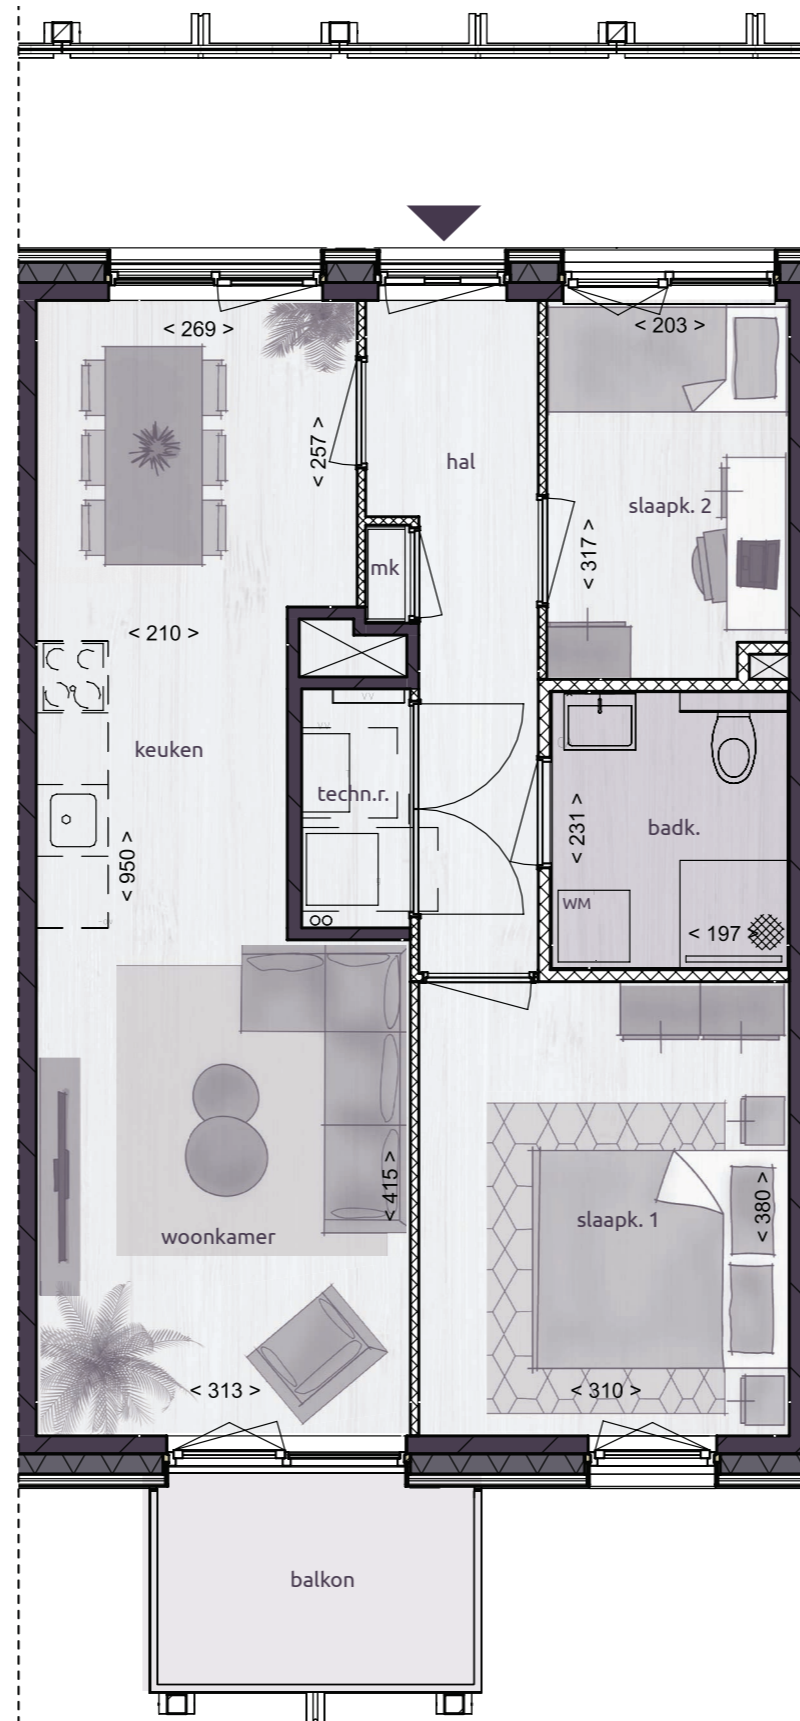 < 269 >
< 203 >
< 257 >
hal
slaapk. 2
< 317 >
mk
< 210 >
VV
keuken
techn.r.
< 231 >
badk.
< 950 >
WM
< 197 >
< 415 >
< 380 >
slaapk. 1
woonkamer
< 313 >
< 310 >
balkon